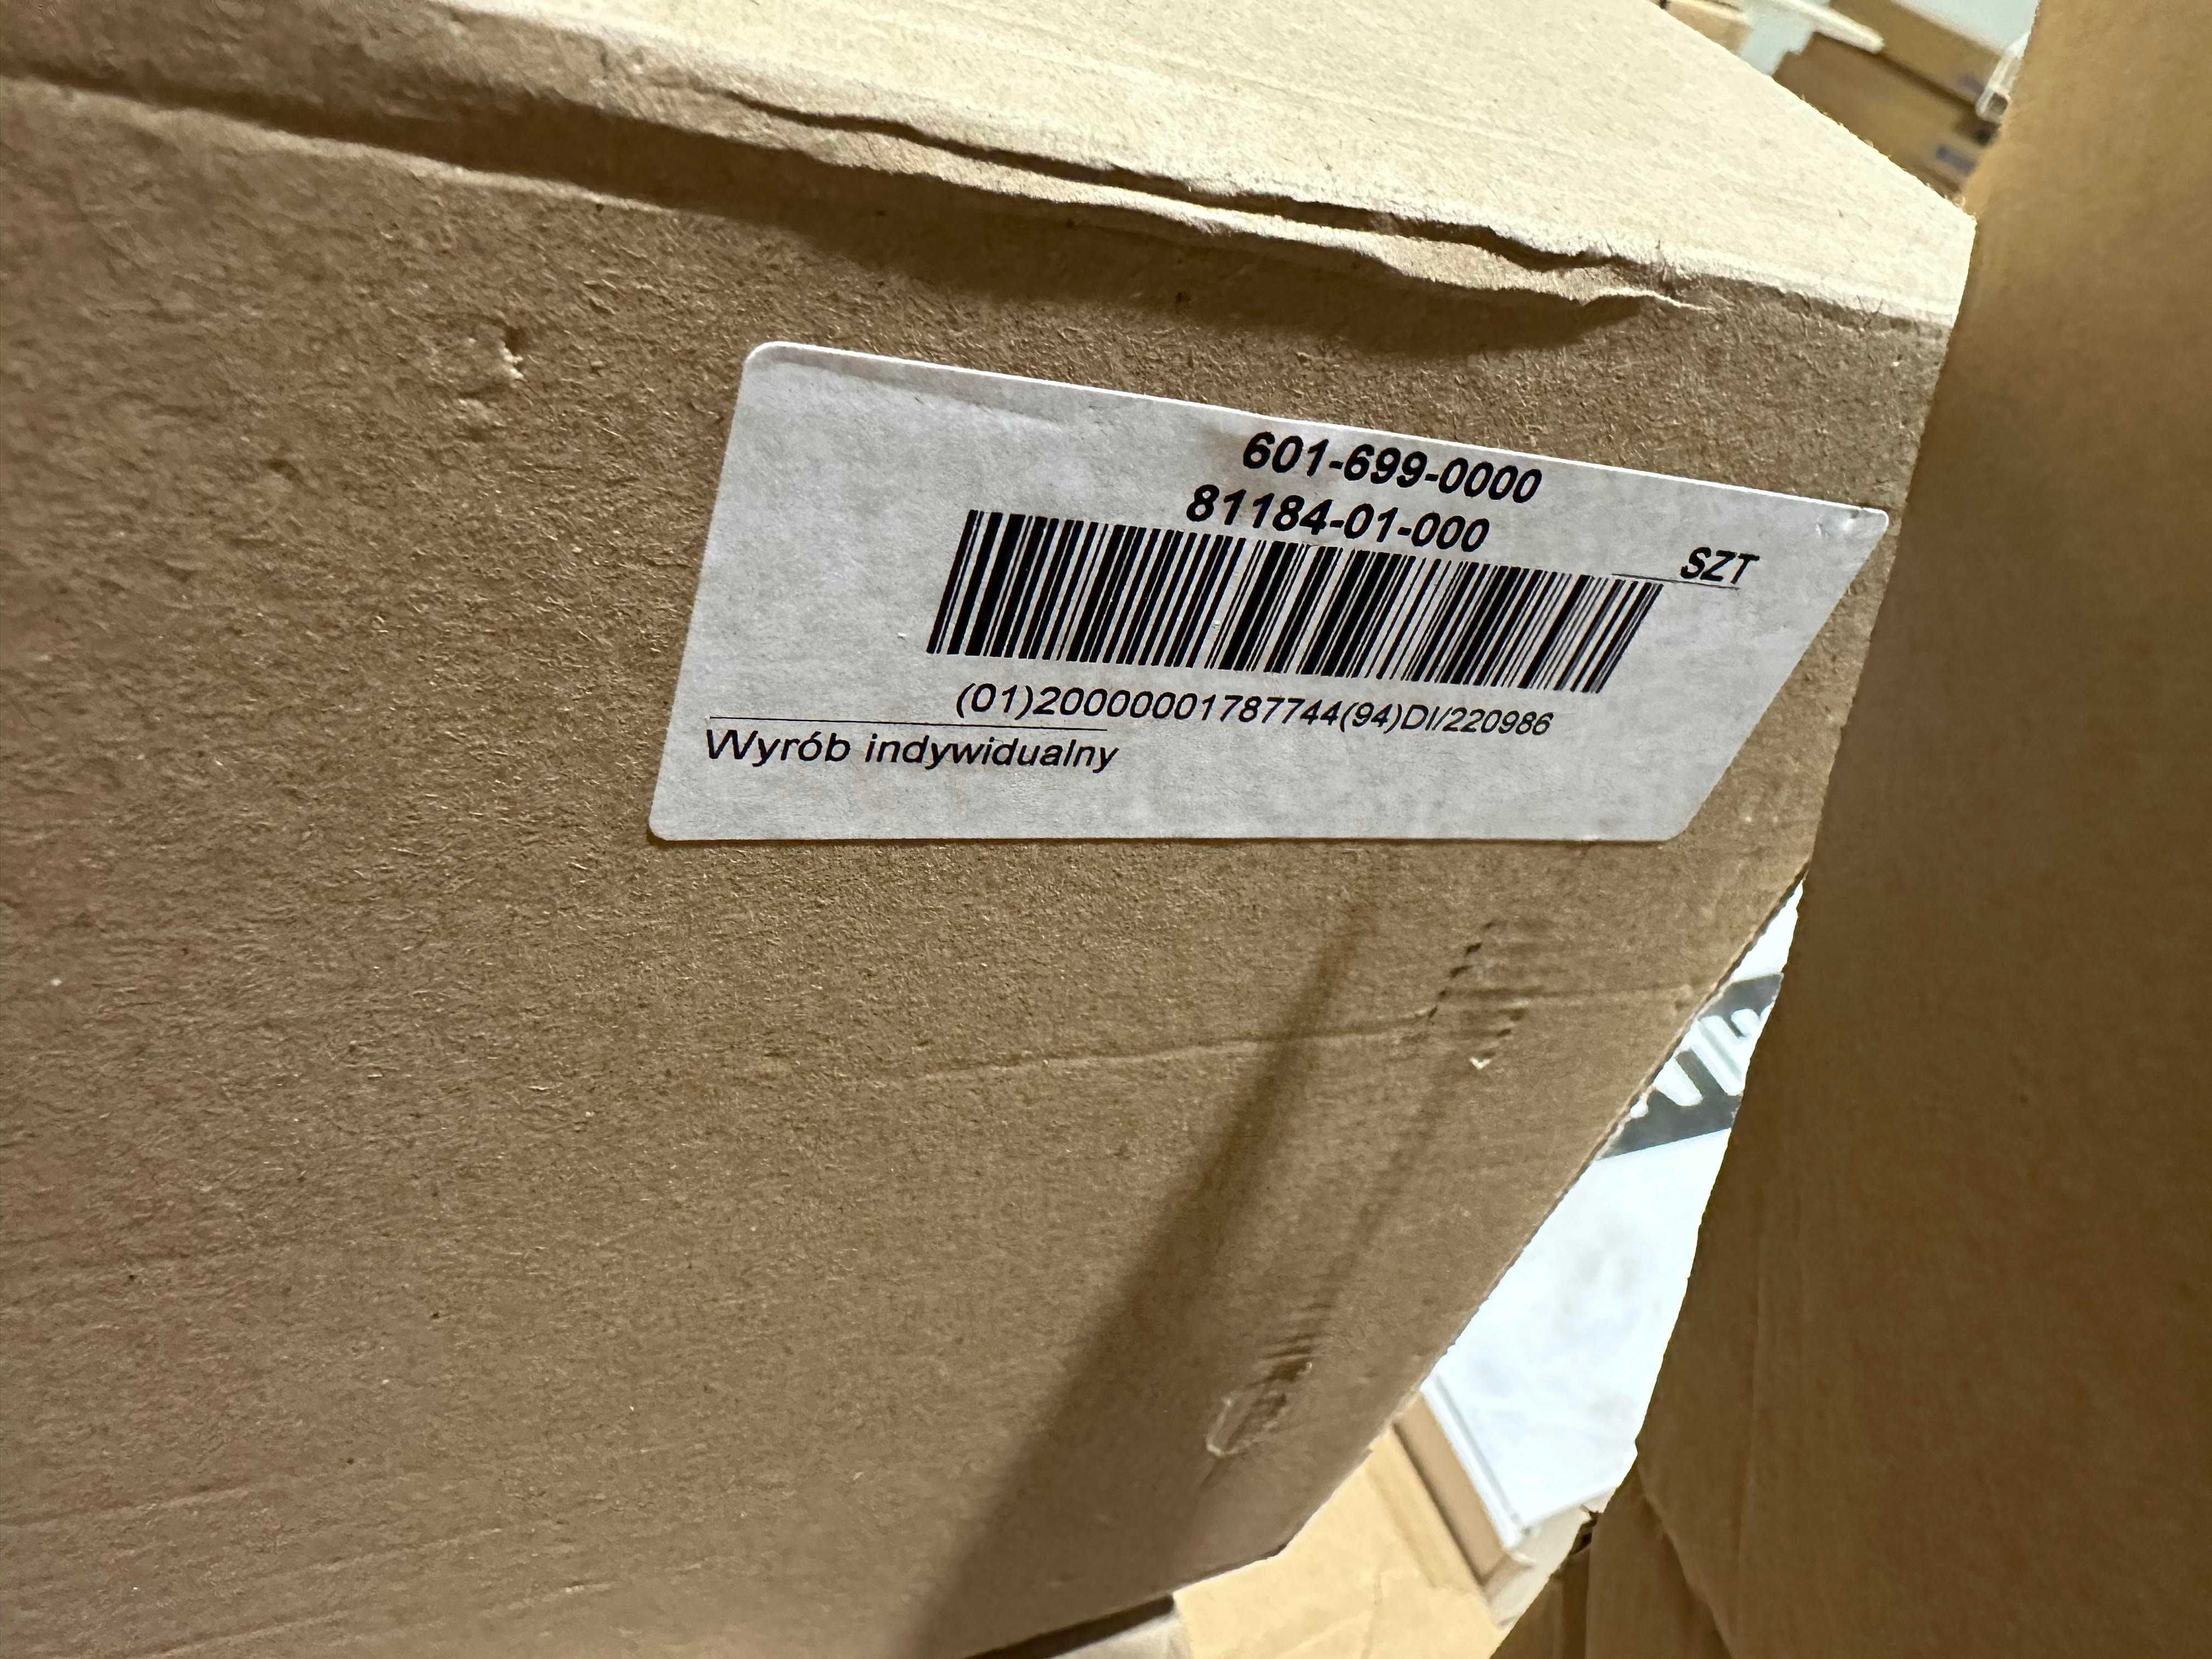 601-699-0000
81184-01-000
SZT
(01)20000001787744(94)DI/220986
Wyrób indywidualny